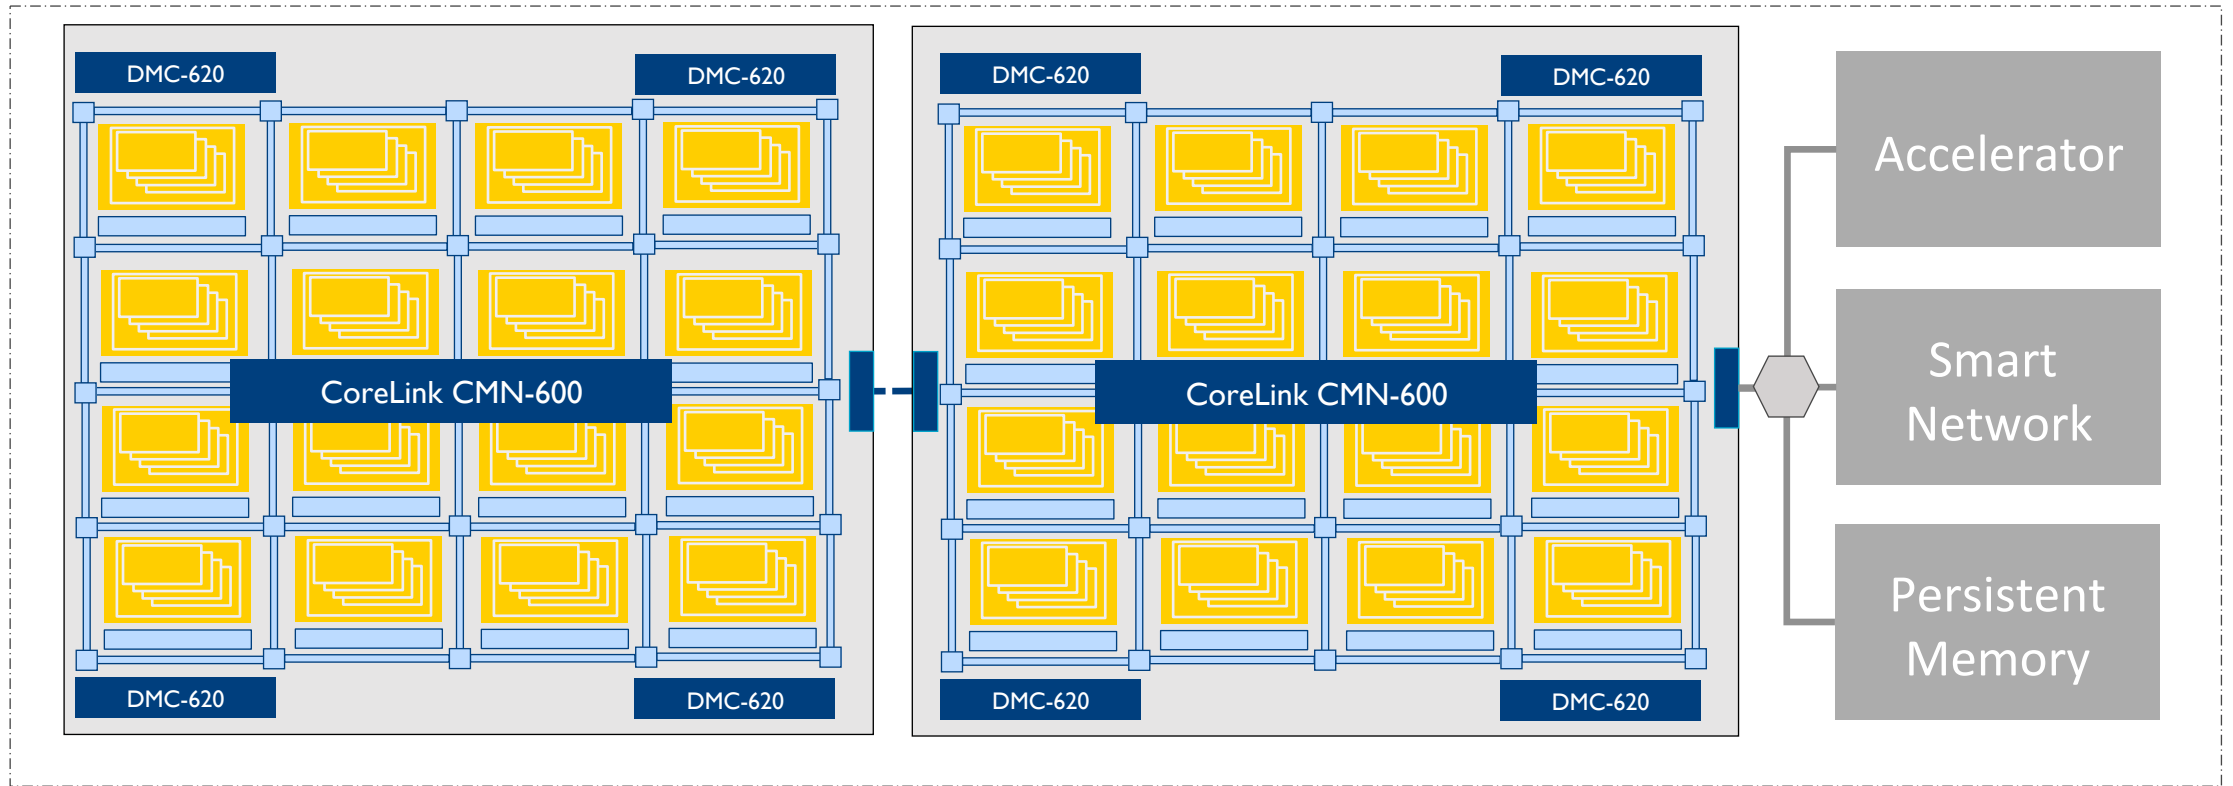 DMC-620
DMC-620
CoreLink CMN-600
DMC-620
DMC-620
DMC-620
DMC-620
CoreLink CMN-600
DMC-620
DMC-620
Accelerator
Smart
Network
Persistent
Memory